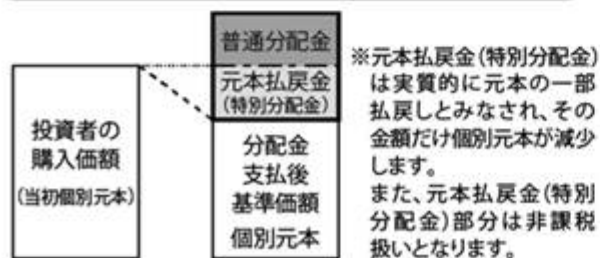 投資者の
購入価額
(当初個別元本)
普通分配金
元本払戻金
(特別分配金)
分配金
支払後
基準価額
個別元本
※元本払戻金(特別分配金)
は実質的に元本の一部
払戻しとみなされ、その
金額だけ個別元本が減少
します。
また、元本払戻金(特別
分配金)部分は非課税
扱いとなります。